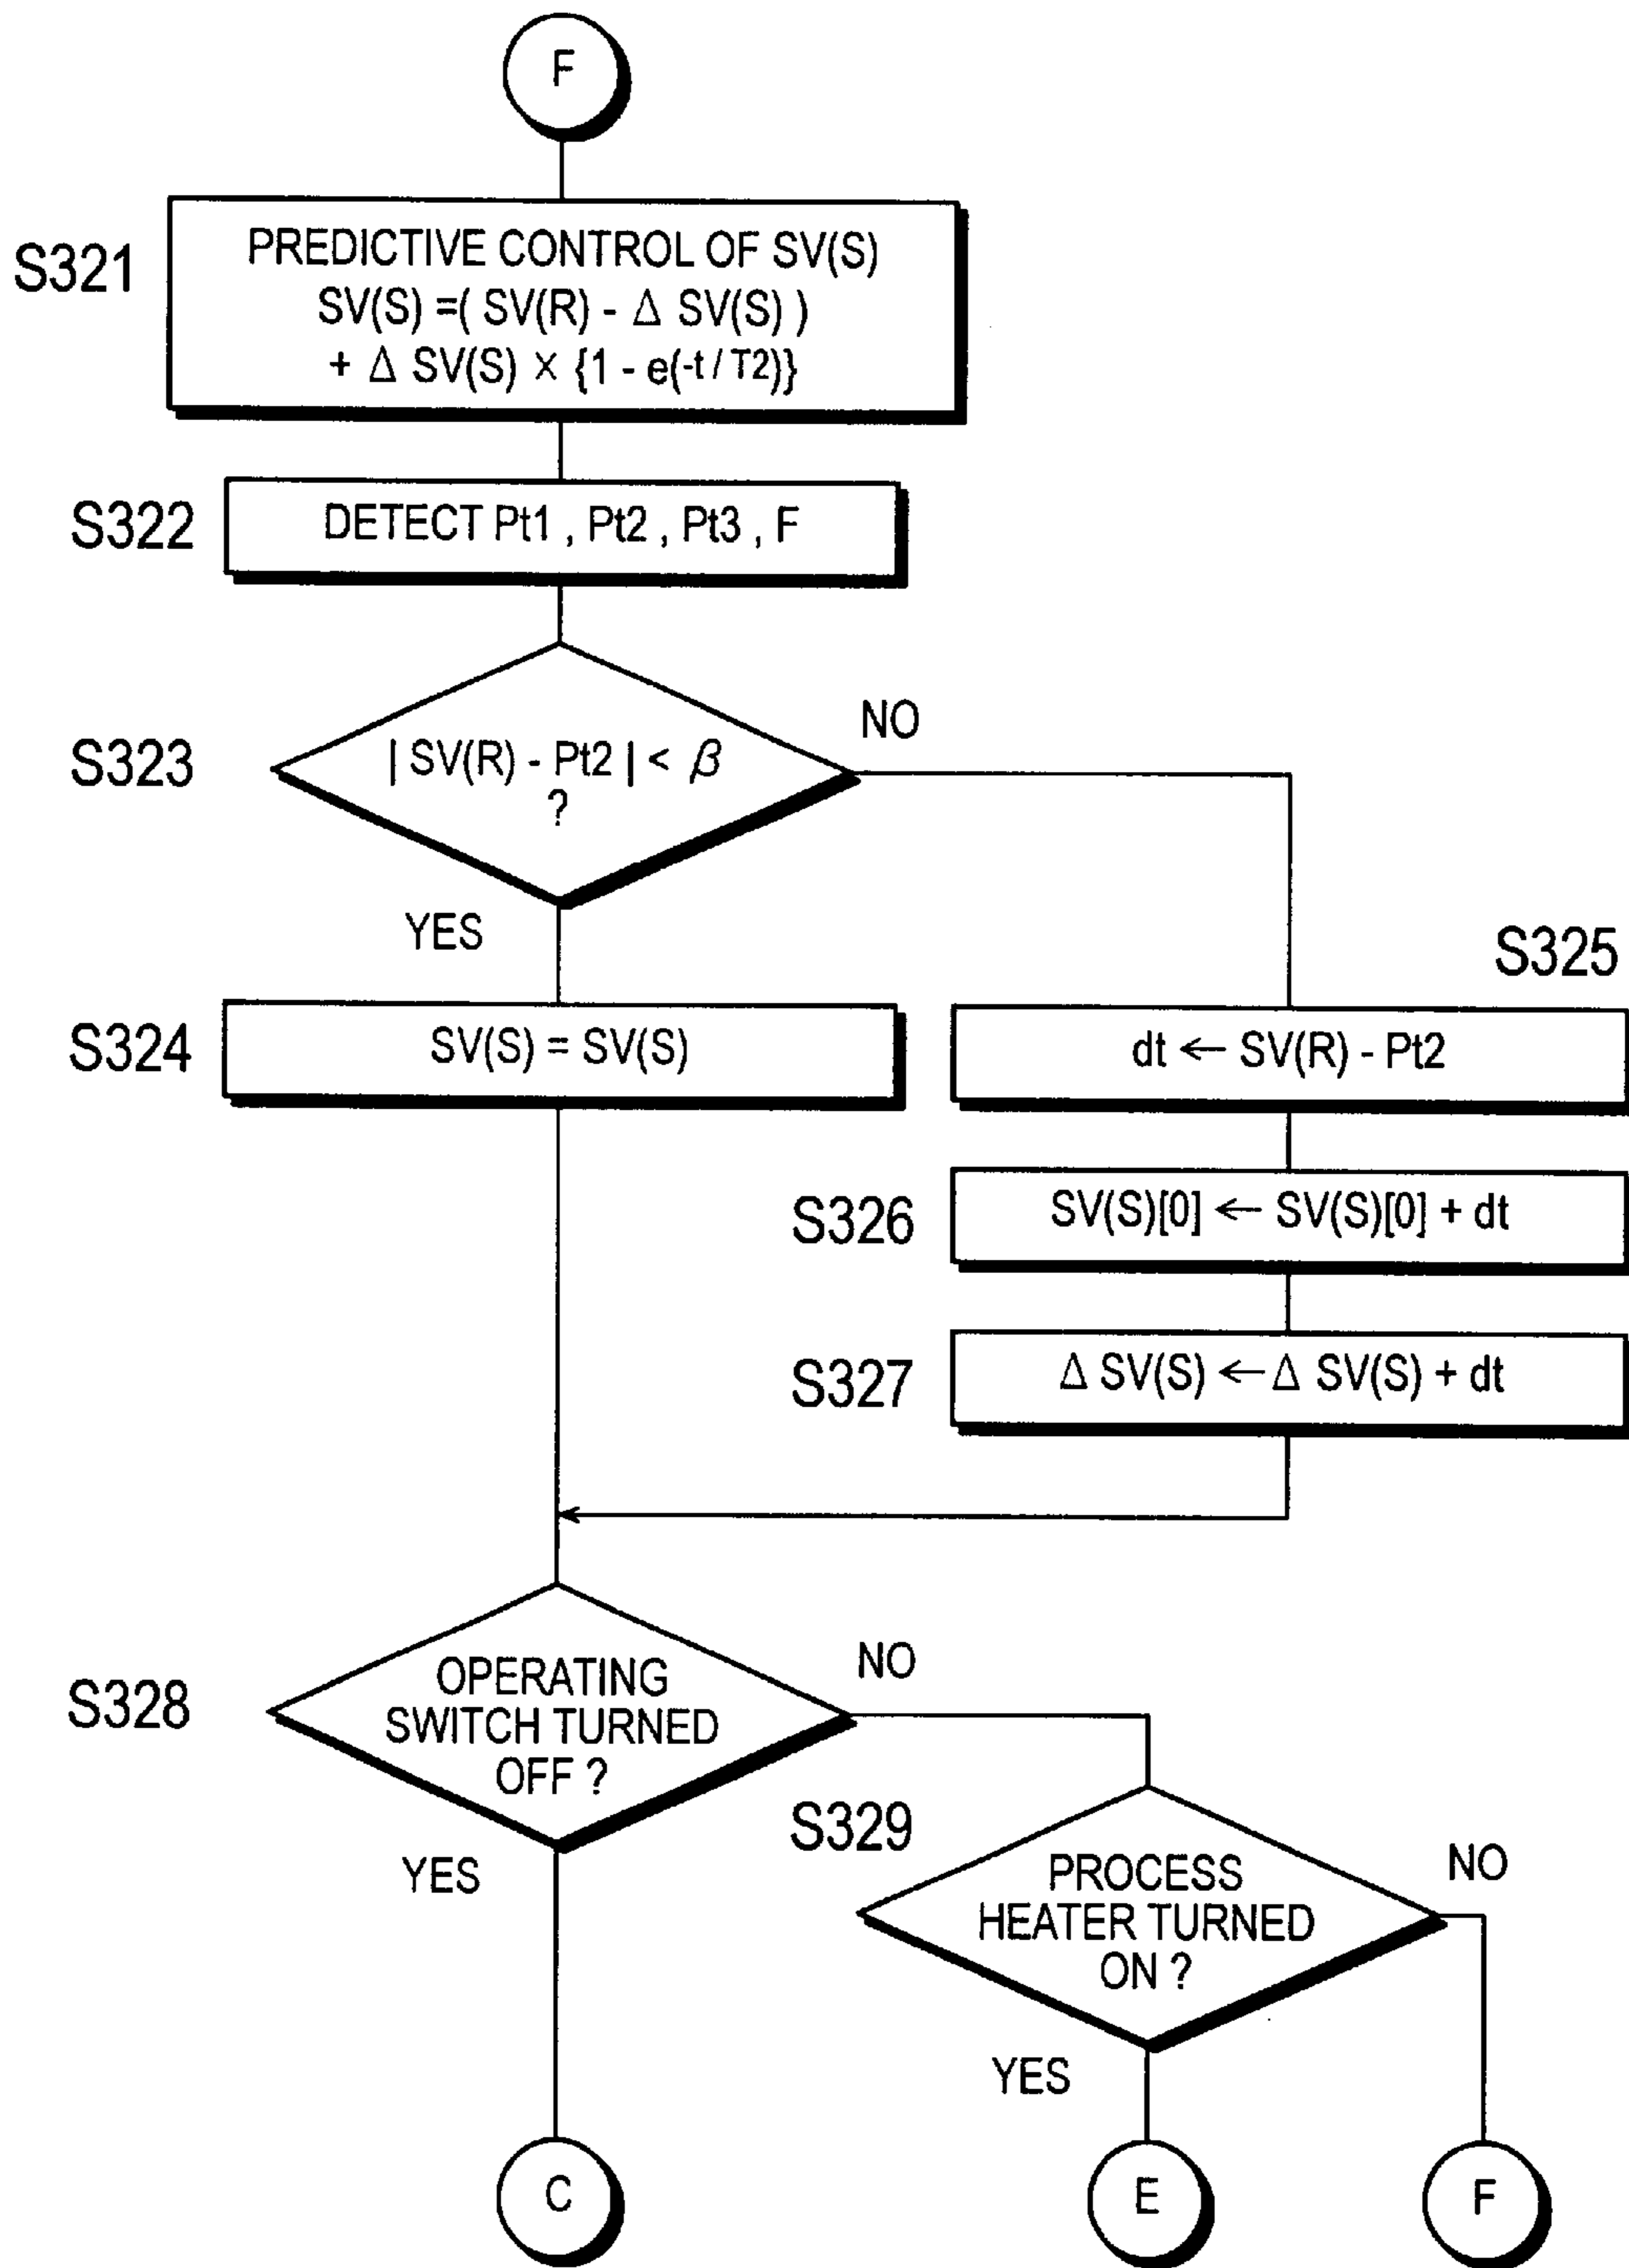 F
S321
PREDICTIVE CONTROL OF SV(S)
SV(S) =( SV(R) - Δ SV(S) )
+ Δ SV(S) × {1 - e(-t / T2)}
S322
DETECT Pt1 , Pt2 , Pt3 , F
S323
| SV(R) - Pt2 | < β
?
NO
YES
S324
SV(S) = SV(S)
S325
dt ← SV(R) - Pt2
S326
SV(S)[0] ← SV(S)[0] + dt
S327
Δ SV(S) ← Δ SV(S) + dt
S328
OPERATING
SWITCH TURNED
OFF ?
NO
YES
S329
PROCESS
HEATER TURNED
ON ?
NO
YES
C
E
F